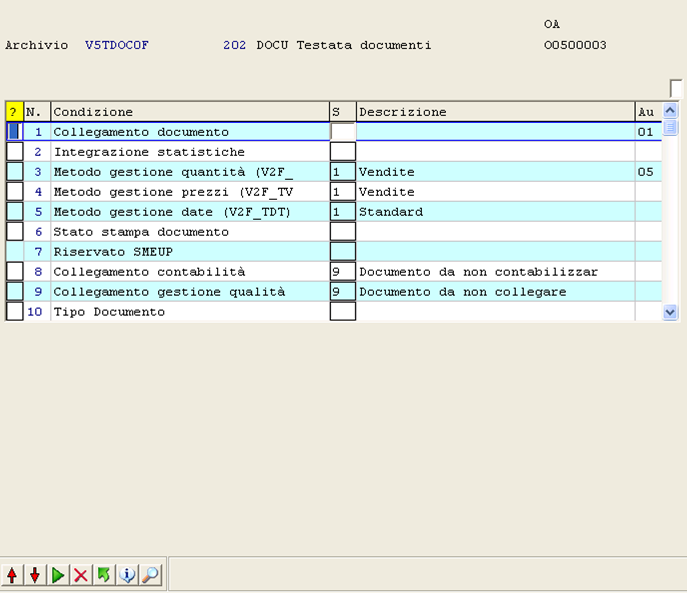 OA
Archivio V5TDOC0F 202 DOCU Testata documenti O0500003
? N. Condizione S Descrizione Au
1 Collegamento documento 01
2 Integrazione statistiche
3 Metodo gestione quantità (V2F_ 1 Vendite 05
4 Metodo gestione prezzi (V2F_TV 1 Vendite
5 Metodo gestione date (V2F_TDT) 1 Standard
6 Stato stampa documento
7 Riservato SMEUP
8 Collegamento contabilità 9 Documento da non contabilizzar
9 Collegamento gestione qualità 9 Documento da non collegare
10 Tipo Documento